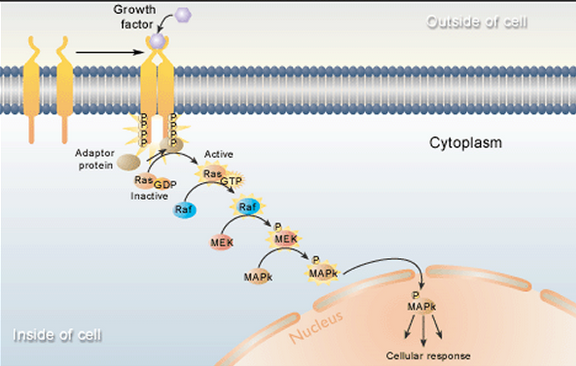 Growth
factor
Outside of cell
P P
P P
P P
P P
P
Cytoplasm
Adaptor
protein
Active
Ras
GTP
Ras GDP
Inactive
Raf
Raf
P
MEK
MEK
P
MAPk
MAPk
P
MAPk
Nucleus
Inside of cell
Cellular response